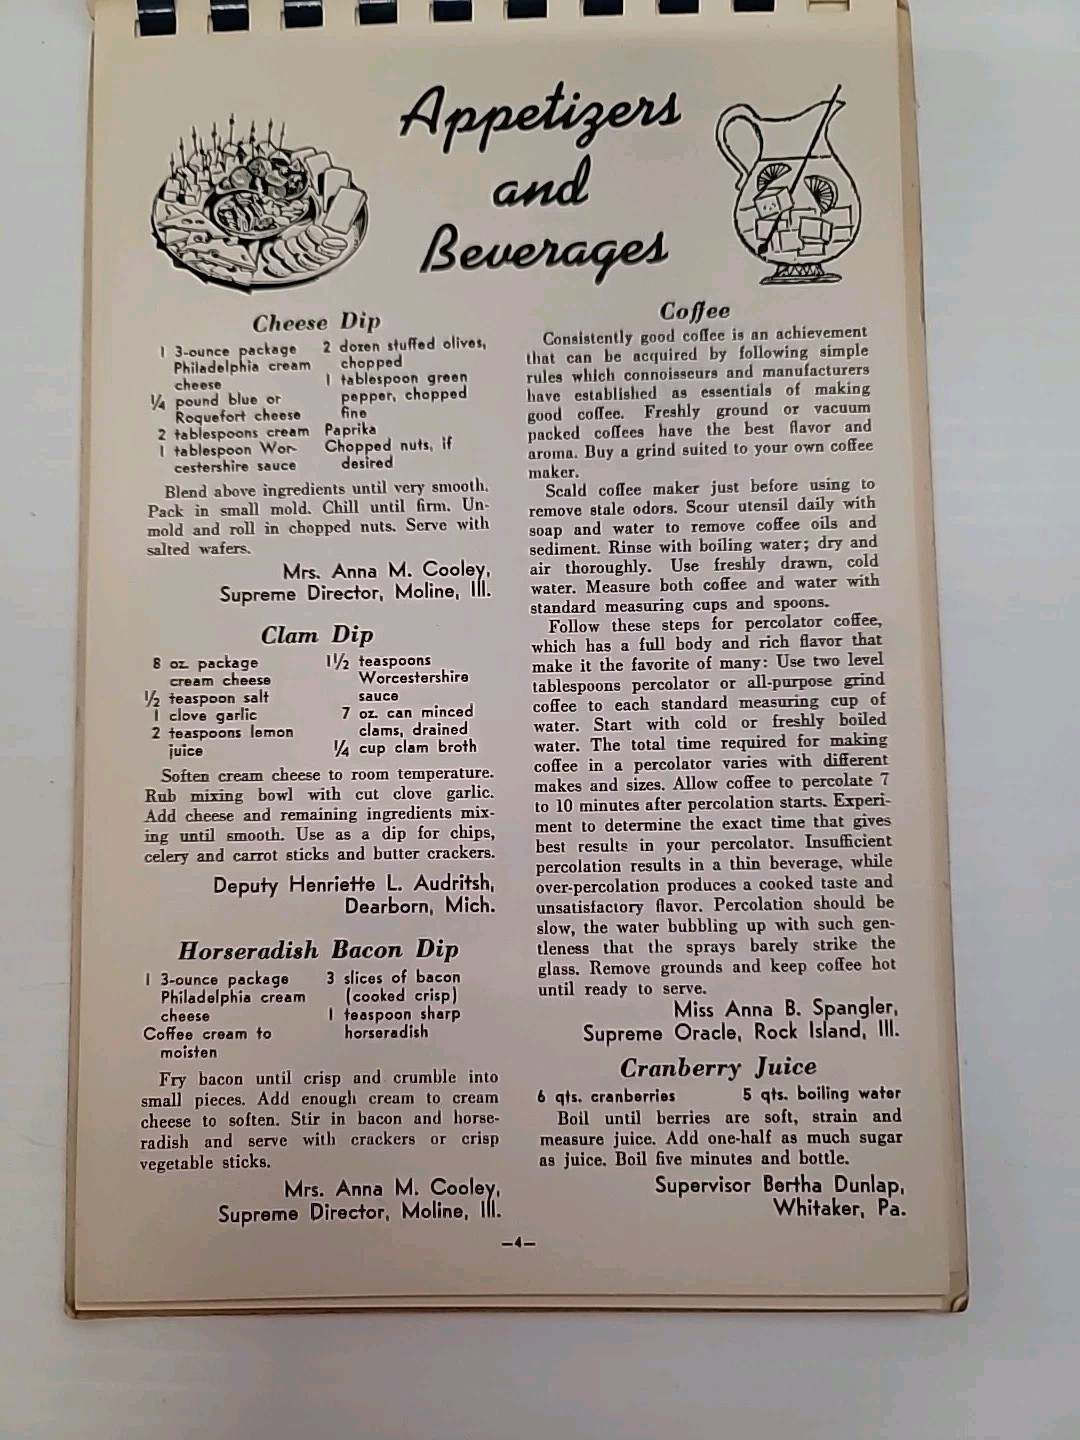 Appetizers
and
Beverages
Cheese Dip
1 3-ounce package
Philadelphia cream
cheese
1/4 pound blue or
Roquefort cheese
2 tablespoons cream
1 tablespoon Wor-
cestershire sauce
2 dozen stuffed olives,
chopped
1 tablespoon green
pepper, chopped
fine
Paprika
Chopped nuts, if
desired
Blend above ingredients until very smooth.
Pack in small mold. Chill until firm. Un-
mold and roll in chopped nuts. Serve with
salted wafers.
Mrs. Anna M. Cooley,
Supreme Director, Moline, Ill.
Clam Dip
8 oz. package
cream cheese
1/2 teaspoon salt
1 clove garlic
2 teaspoons lemon
juice
1 1/2 teaspoons
Worcestershire
sauce
7 oz. can minced
clams, drained
1/4 cup clam broth
Soften cream cheese to room temperature.
Rub mixing bowl with cut clove garlic.
Add cheese and remaining ingredients mix-
ing until smooth. Use as a dip for chips,
celery and carrot sticks and butter crackers.
Deputy Henriette L. Audritsh,
Dearborn, Mich.
Horseradish Bacon Dip
1 3-ounce package
Philadelphia cream
cheese
Coffee cream to
moisten
3 slices of bacon
(cooked crisp)
1 teaspoon sharp
horseradish
Fry bacon until crisp and crumble into
small pieces. Add enough cream to cream
cheese to soften. Stir in bacon and horse-
radish and serve with crackers or crisp
vegetable sticks.
Mrs. Anna M. Cooley,
Supreme Director, Moline, Ill.
Coffee
Consistently good coffee is an achievement
that can be acquired by following simple
rules which connoisseurs and manufacturers
have established as essentials of making
good coffee. Freshly ground or vacuum
packed coffees have the best flavor and
aroma. Buy a grind suited to your own coffee
maker.
Scald coffee maker just before using to
remove stale odors. Scour utensil daily with
soap and water to remove coffee oils and
sediment. Rinse with boiling water; dry and
air thoroughly. Use freshly drawn, cold
water. Measure both coffee and water with
standard measuring cups and spoons.
Follow these steps for percolator coffee,
which has a full body and rich flavor that
make it the favorite of many: Use two level
tablespoons percolator or all-purpose grind
coffee to each standard measuring cup of
water. Start with cold or freshly boiled
water. The total time required for making
coffee in a percolator varies with different
makes and sizes. Allow coffee to percolate 7
to 10 minutes after percolation starts. Experi-
ment to determine the exact time that gives
best results in your percolator. Insufficient
percolation results in a thin beverage, while
over-percolation produces a cooked taste and
unsatisfactory flavor. Percolation should be
slow, the water bubbling up with such gen-
tleness that the sprays barely strike the
glass. Remove grounds and keep coffee hot
until ready to serve.
Miss Anna B. Spangler,
Supreme Oracle, Rock Island, Ill.
Cranberry Juice
6 qts. cranberries 5 qts. boiling water
Boil until berries are soft, strain and
measure juice. Add one-half as much sugar
as juice. Boil five minutes and bottle.
Supervisor Bertha Dunlap,
Whitaker, Pa.
—4—